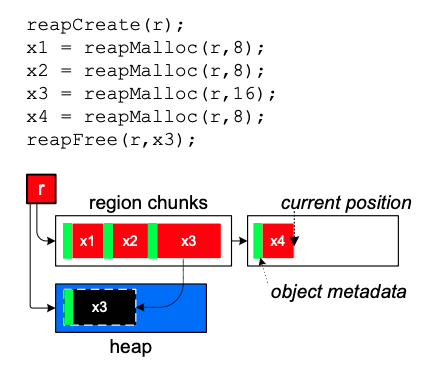 reapCreate(r);
x1 = reapMalloc(r,8);
x2 = reapMalloc(r,8);
x3 = reapMalloc(r,16);
x4 = reapMalloc(r,8);
reapFree(r,x3);
r
region chunks
current position
x1 x2 x3
x4
object metadata
x3
heap